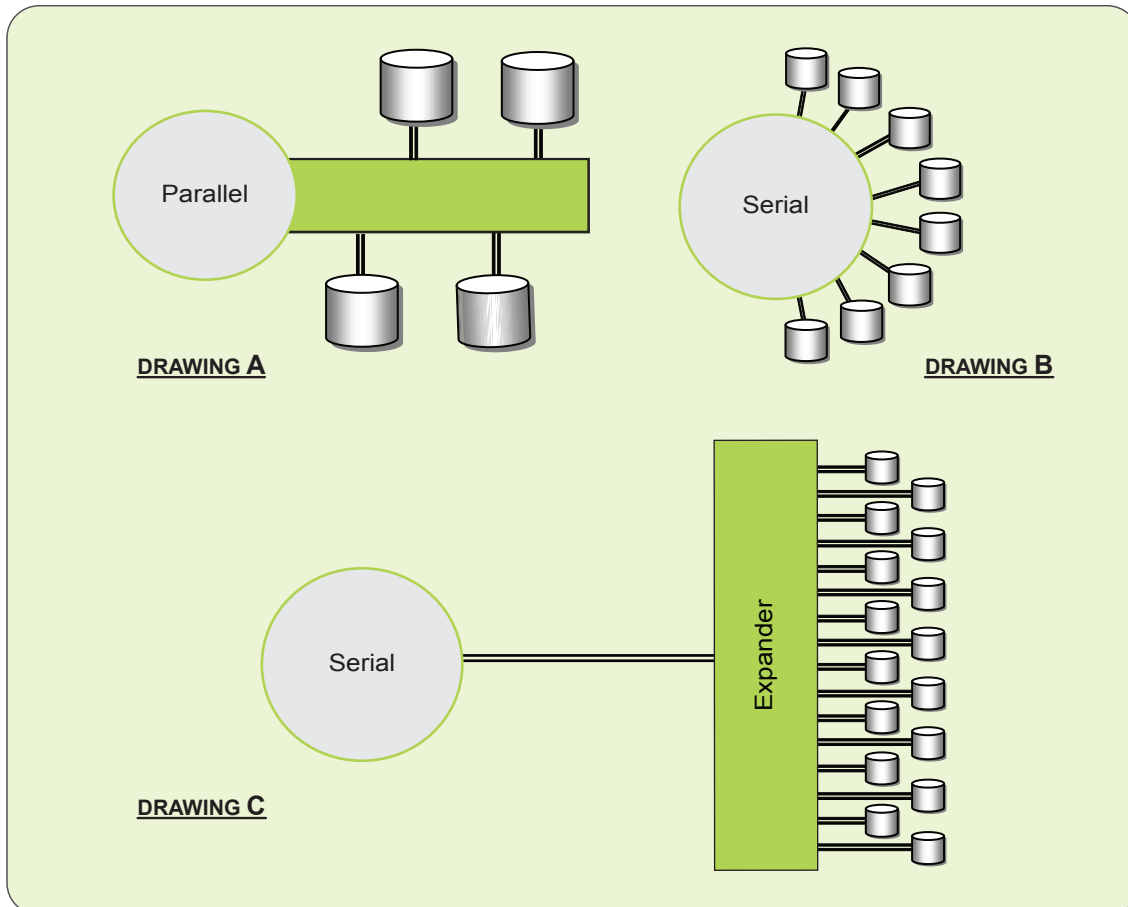 Parallel
Serial
DRAWING A
DRAWING B
Serial
Expander
DRAWING C